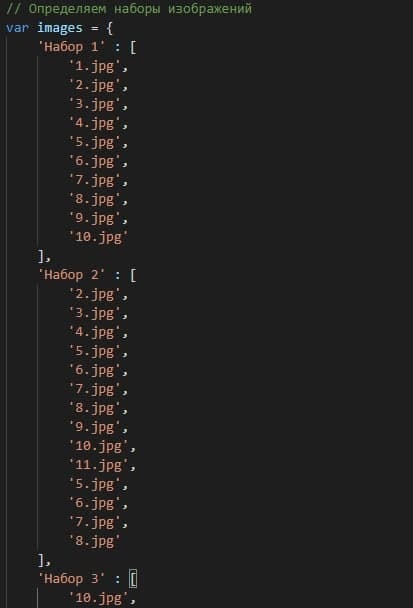 // Определяем наборы изображений
var images = {
'Набор 1' : [
'1.jpg',
'2.jpg',
'3.jpg',
'4.jpg',
'5.jpg',
'6.jpg',
'7.jpg',
'8.jpg',
'9.jpg',
'10.jpg'
],
'Набор 2' : [
'2.jpg',
'3.jpg',
'4.jpg',
'5.jpg',
'6.jpg',
'7.jpg',
'8.jpg',
'9.jpg',
'10.jpg',
'11.jpg',
'5.jpg',
'6.jpg',
'7.jpg',
'8.jpg'
],
'Набор 3' : [
'10.jpg',